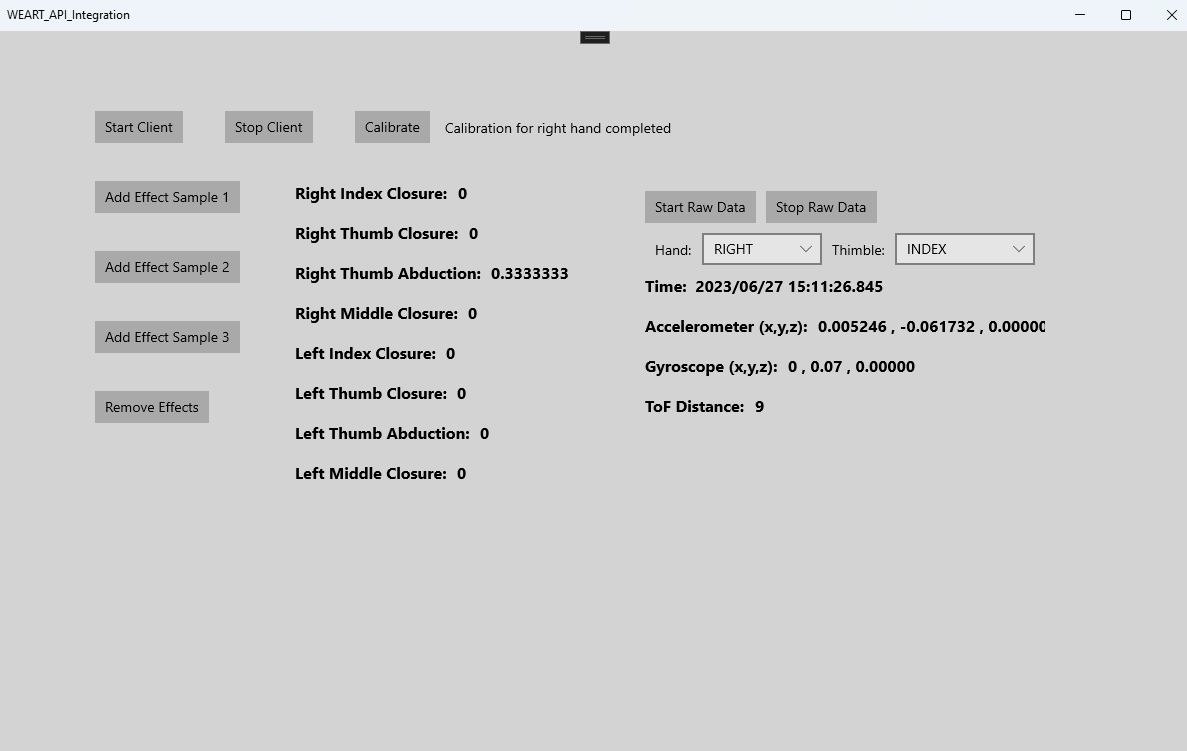 WEART_API_Integration
Start Client
Stop Client
Calibrate
Calibration for right hand completed
Add Effect Sample 1
Add Effect Sample 2
Add Effect Sample 3
Remove Effects
Right Index Closure: 0
Right Thumb Closure: 0
Right Thumb Abduction: 0.3333333
Right Middle Closure: 0
Left Index Closure: 0
Left Thumb Closure: 0
Left Thumb Abduction: 0
Left Middle Closure: 0
Start Raw Data
Stop Raw Data
Hand: RIGHT
Thimble: INDEX
Time: 2023/06/27 15:11:26.845
Accelerometer (x,y,z): 0.005246 , -0.061732 , 0.00000
Gyroscope (x,y,z): 0 , 0.07 , 0.00000
ToF Distance: 9